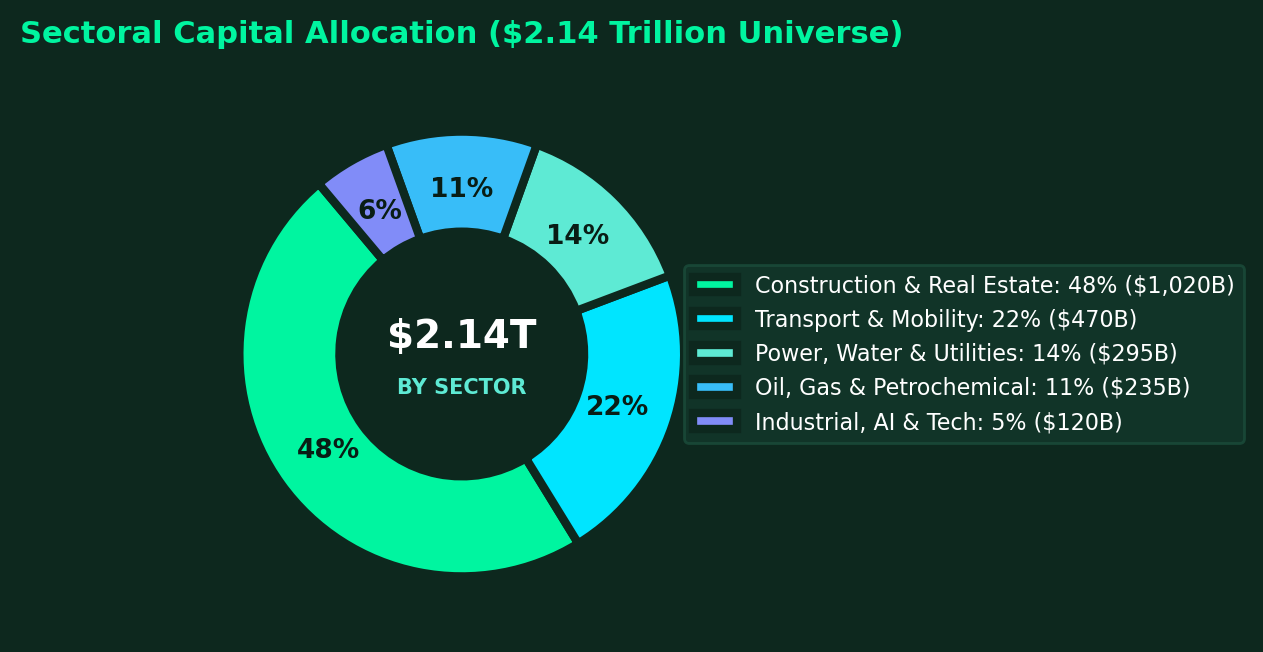 Sectoral Capital Allocation ($2.14 Trillion Universe)
11%
6%
14%
$2.14T
BY SECTOR
22%
48%
Construction & Real Estate: 48% ($1,020B)
Transport & Mobility: 22% ($470B)
Power, Water & Utilities: 14% ($295B)
Oil, Gas & Petrochemical: 11% ($235B)
Industrial, AI & Tech: 5% ($120B)